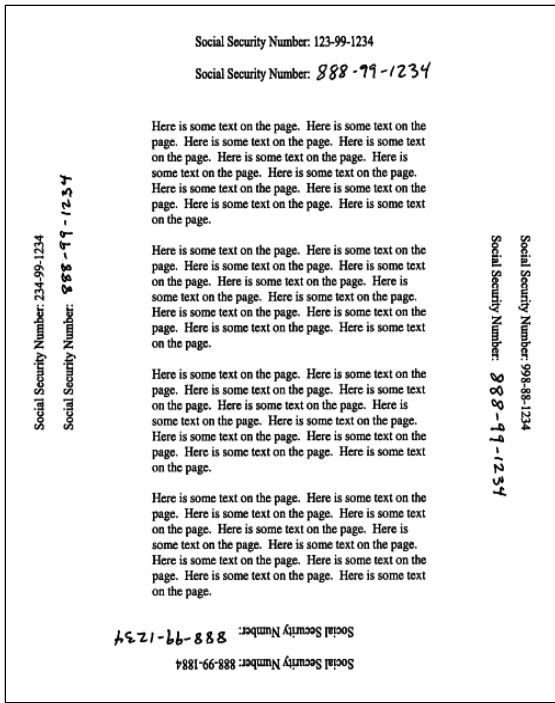 Social Security Number: 123-99-1234
Social Security Number: 888-99-1234
Here is some text on the page. Here is some text on the
page. Here is some text on the page. Here is some text
on the page. Here is some text on the page. Here is
some text on the page. Here is some text on the page.
Here is some text on the page. Here is some text on the
page. Here is some text on the page. Here is some text
on the page.
Here is some text on the page. Here is some text on the
page. Here is some text on the page. Here is some text
on the page. Here is some text on the page. Here is
some text on the page. Here is some text on the page.
Here is some text on the page. Here is some text on the
page. Here is some text on the page. Here is some text
on the page.
Here is some text on the page. Here is some text on the
page. Here is some text on the page. Here is some text
on the page. Here is some text on the page. Here is
some text on the page. Here is some text on the page.
Here is some text on the page. Here is some text on the
page. Here is some text on the page. Here is some text
on the page.
Here is some text on the page. Here is some text on the
page. Here is some text on the page. Here is some text
on the page. Here is some text on the page. Here is
some text on the page. Here is some text on the page.
Here is some text on the page. Here is some text on the
page. Here is some text on the page. Here is some text
on the page.
Social Security Number: 234-99-1234
Social Security Number: 888-99-1234
Social Security Number: 998-88-1234
Social Security Number: 888-99-1234
Social Security Number: 888-99-1234
Social Security Number: 888-99-1884